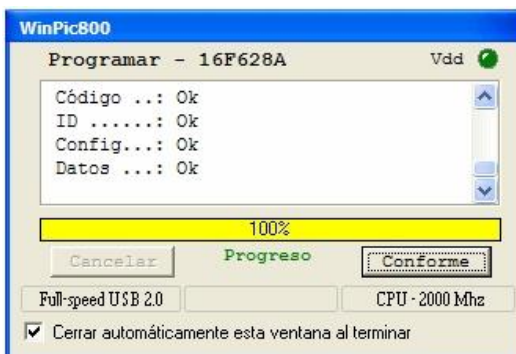 WinPic800
Programar - 16F628A Vdd
Código ..: Ok
ID ......: Ok
Config...: Ok
Datos ...: Ok
100%
Cancelar Progreso Conforme
Full-speed USB 2.0 CPU - 2000 Mhz
Cerrar automáticamente esta ventana al terminar